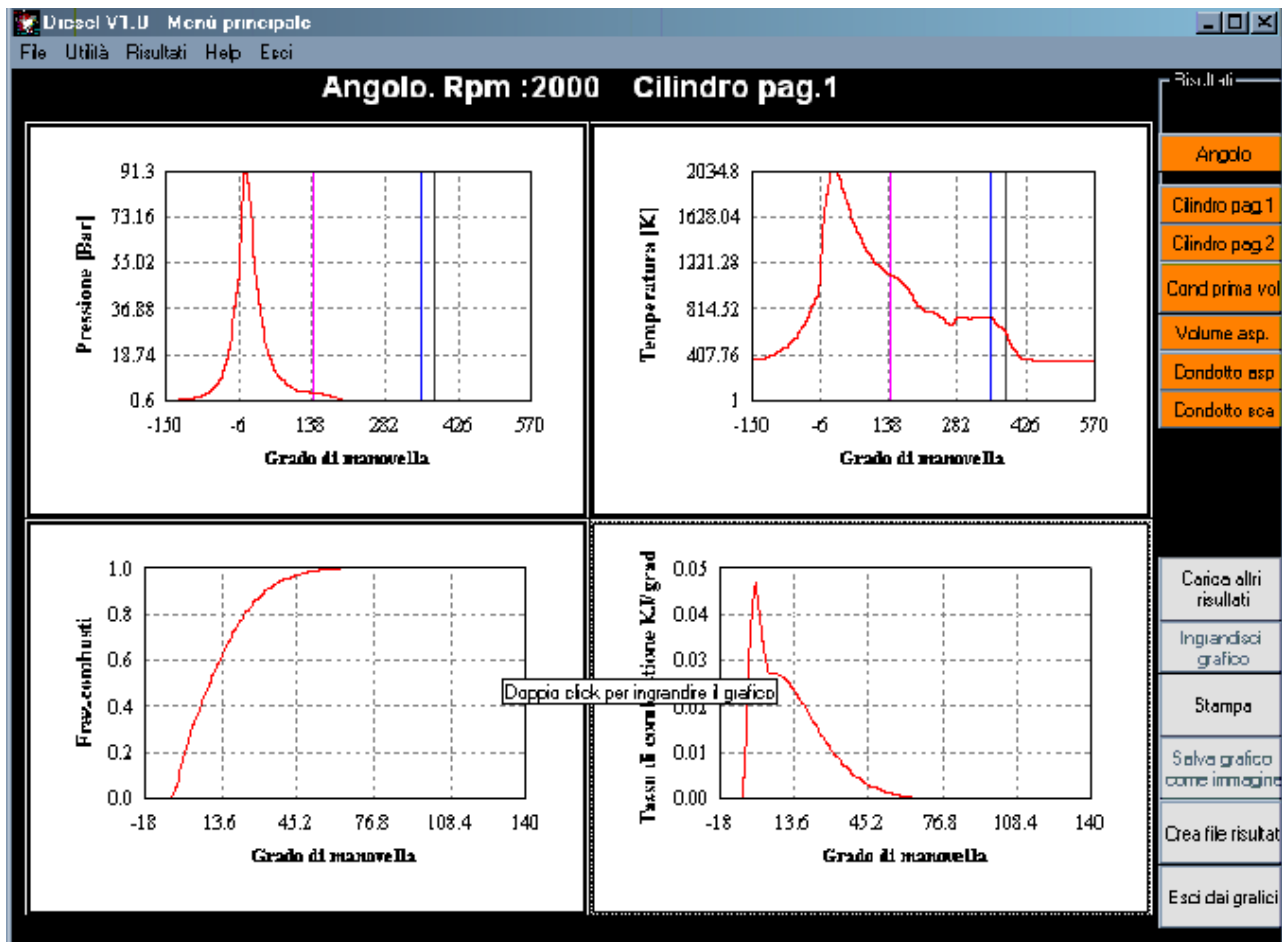 Diesel V1.0 Menù principale
File Utilità Risultati Help Esci
Angolo. Rpm :2000 Cilindro pag.1
Risultati
Angolo
Cilindro pag.1
Cilindro pag.2
Cond prima vol
Volume asp.
Condotto asp
Condotto sca
Carica altri
risultati
Ingrandisci
grafico
Stampa
Salva grafico
come immagine
Crea file risultat
Esci dai grafici
Pressione [Bar]
91.3
73.16
55.02
36.88
18.74
0.6
-150 -6 138 282 426 570
Grado di manovella
Temperatura [K]
2034.8
1628.04
1221.28
814.52
407.76
1
-150 -6 138 282 426 570
Grado di manovella
Fraz.combusti
1.0
0.8
0.6
0.4
0.2
0.0
-18 13.6 45.2 76.8 108.4 140
Grado di manovella
Tasso di combustione KJ/grad
0.05
0.04
0.03
0.02
0.01
0.00
-18 13.6 45.2 76.8 108.4 140
Grado di manovella
Doppio click per ingrandire il grafico